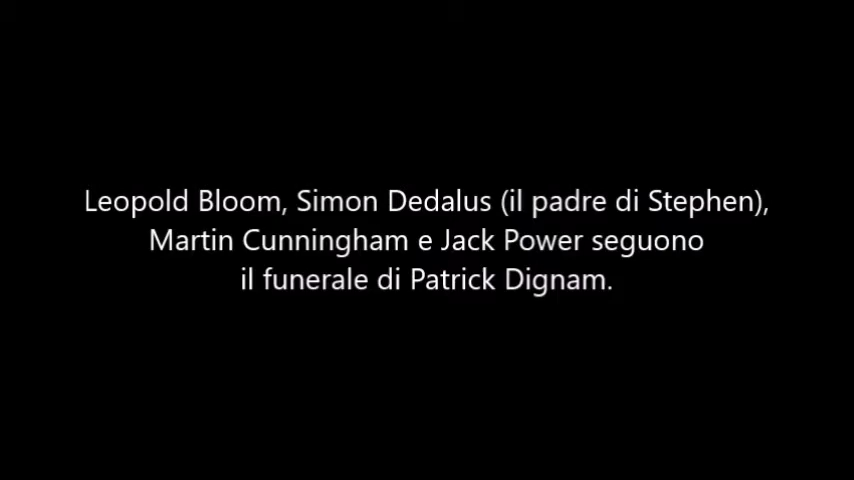 Leopold Bloom, Simon Dedalus (il padre di Stephen),
Martin Cunningham e Jack Power seguono
il funerale di Patrick Dignam.